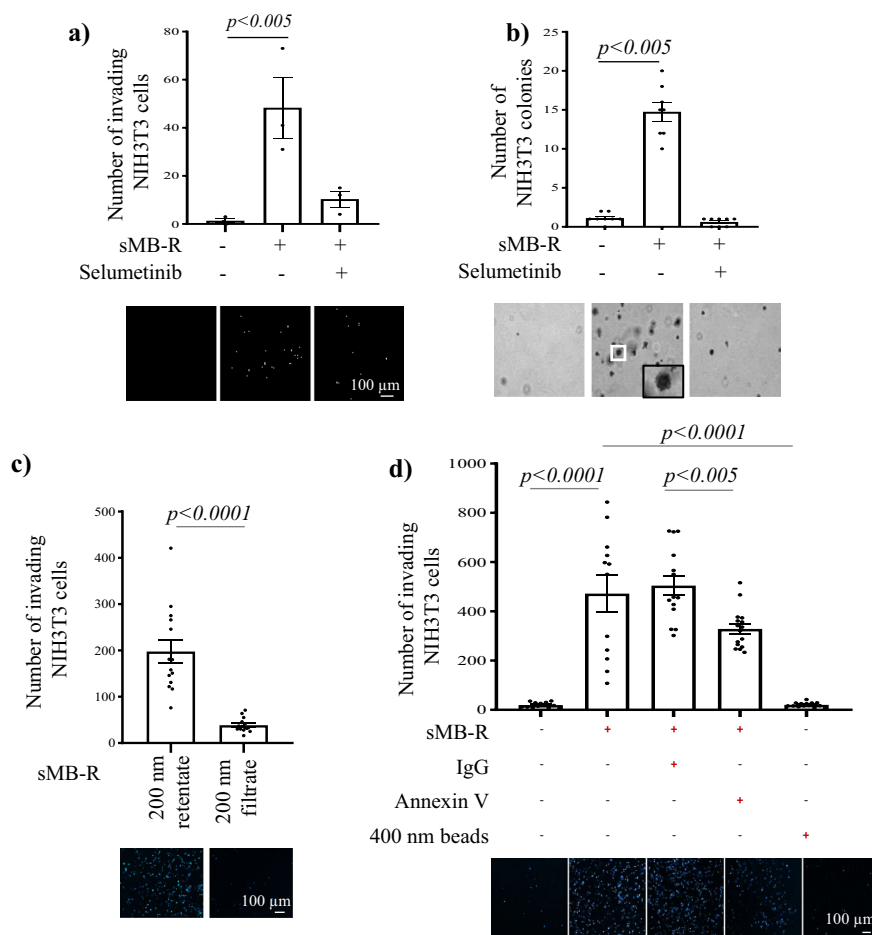 a)
p<0.005
Number of invading
NIH3T3 cells
80
60
40
20
0
sMB-R - + +
Selumetinib - - +
100 µm
b)
p<0.005
Number of
NIH3T3 colonies
25
20
15
10
5
0
sMB-R - + +
Selumetinib - - +
c)
p<0.0001
Number of invading
NIH3T3 cells
500
400
300
200
100
0
sMB-R
200 nm
retentate
200 nm
filtrate
100 µm
d)
p<0.0001
p<0.0001
p<0.005
Number of invading
NIH3T3 cells
1000
800
600
400
200
0
sMB-R - + + + -
IgG - - + - -
Annexin V - - - + -
400 nm beads - - - - +
100 µm